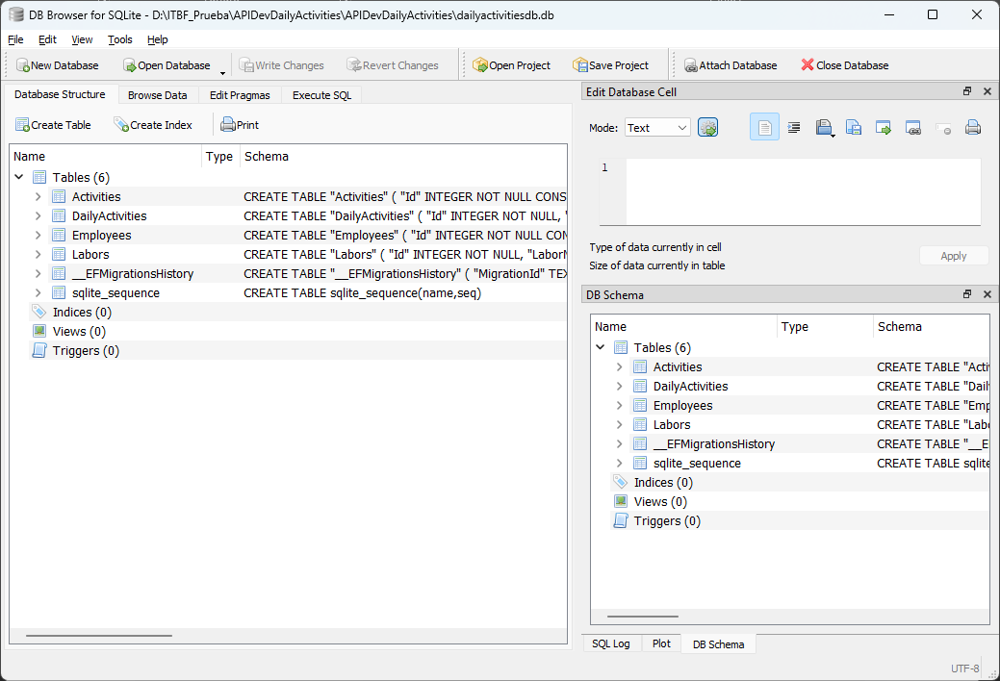 DB Browser for SQLite - D:\ITBF_Prueba\APIDevDailyActivities\APIDevDailyActivities\dailyactivitiesdb.db
File Edit View Tools Help
New Database Open Database Write Changes Revert Changes Open Project Save Project Attach Database Close Database
Database Structure Browse Data Edit Pragmas Execute SQL
Create Table Create Index Print
Name Type Schema
Tables (6)
Activities CREATE TABLE "Activities" ( "Id" INTEGER NOT NULL CONS
DailyActivities CREATE TABLE "DailyActivities" ( "Id" INTEGER NOT NULL, "
Employees CREATE TABLE "Employees" ( "Id" INTEGER NOT NULL CON
Labors CREATE TABLE "Labors" ( "Id" INTEGER NOT NULL, "LaborN
__EFMigrationsHistory CREATE TABLE "__EFMigrationsHistory" ( "MigrationId" TEX
sqlite_sequence CREATE TABLE sqlite_sequence(name,seq)
Indices (0)
Views (0)
Triggers (0)
Edit Database Cell
Mode: Text
1
Type of data currently in cell
Size of data currently in table
Apply
DB Schema
Name Type Schema
Tables (6)
Activities CREATE TABLE "Acti
DailyActivities CREATE TABLE "Dail
Employees CREATE TABLE "Emp
Labors CREATE TABLE "Labo
__EFMigrationsHistory CREATE TABLE "__E
sqlite_sequence CREATE TABLE sqlite
Indices (0)
Views (0)
Triggers (0)
SQL Log Plot DB Schema
UTF-8